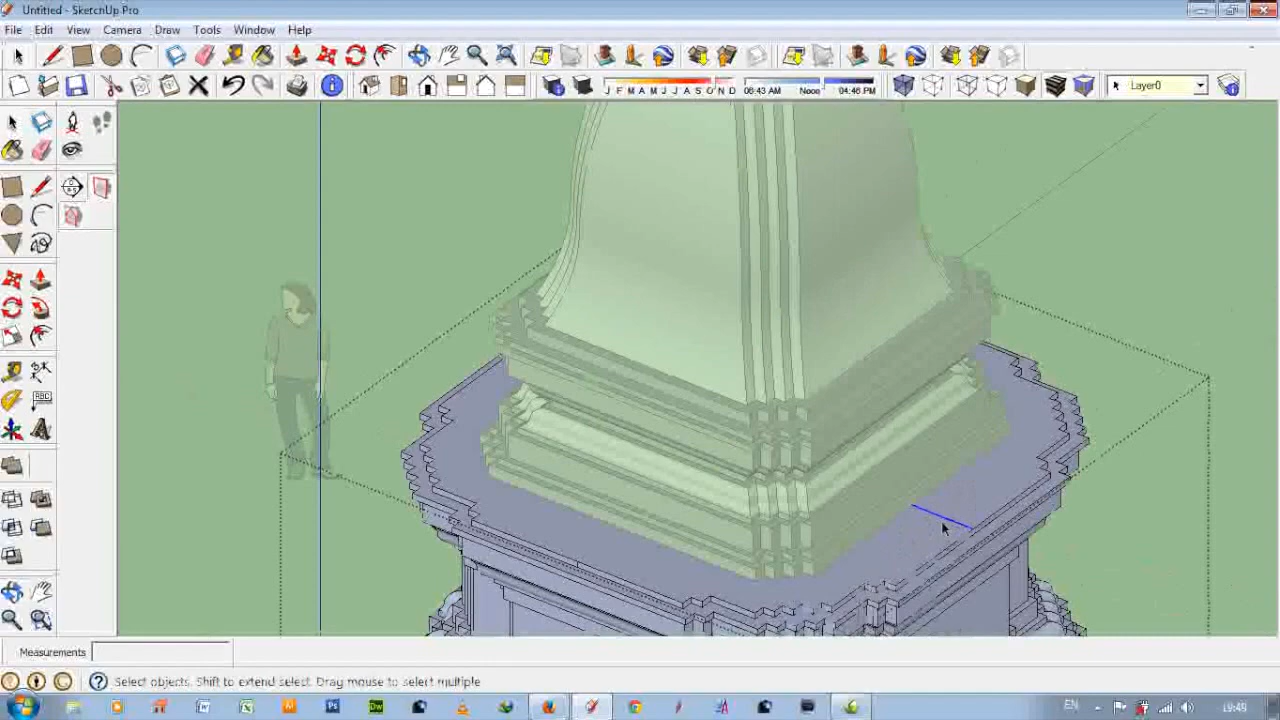 Untitled - SketchUp Pro
File Edit View Camera Draw Tools Window Help
J F M A M J J A S O N D 06:43 AM Noon 04:46 PM
Layer0
ABC
Measurements
Select objects. Shift to extend select. Drag mouse to select multiple
EN 19:49